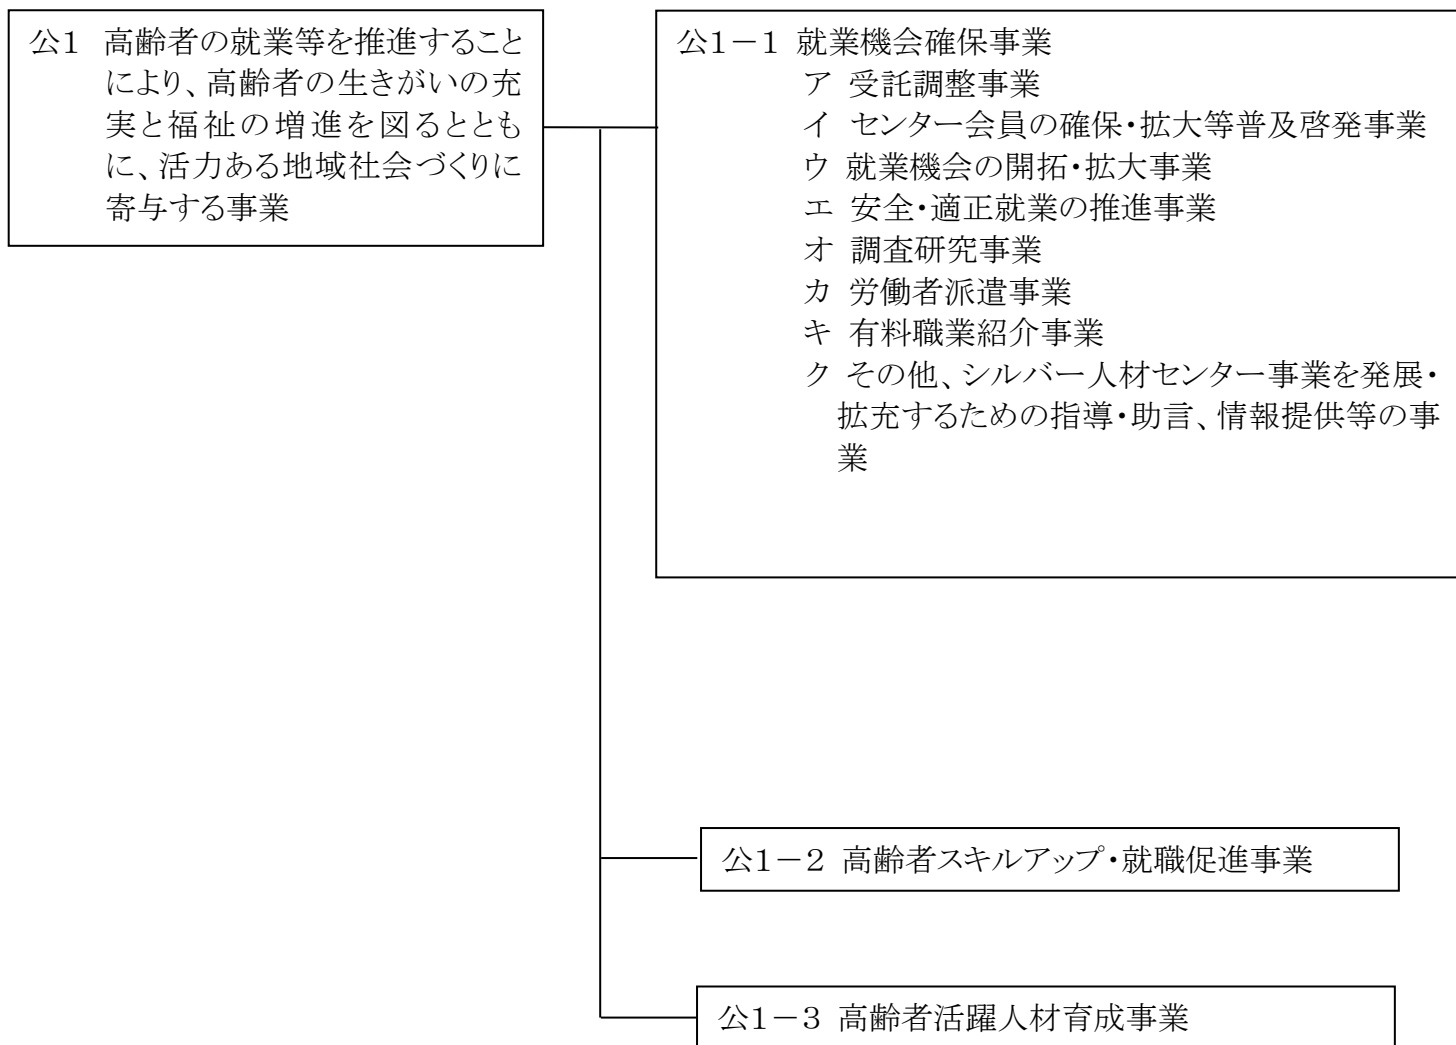 公1 高齢者の就業等を推進すること
により、高齢者の生きがいの充
実と福祉の増進を図るととも
に、活力ある地域社会づくりに
寄与する事業
公1－1 就業機会確保事業
ア 受託調整事業
イ センター会員の確保・拡大等普及啓発事業
ウ 就業機会の開拓・拡大事業
エ 安全・適正就業の推進事業
オ 調査研究事業
カ 労働者派遣事業
キ 有料職業紹介事業
ク その他、シルバー人材センター事業を発展・
拡充するための指導・助言、情報提供等の事
業
公1－2 高齢者スキルアップ・就職促進事業
公1－3 高齢者活躍人材育成事業